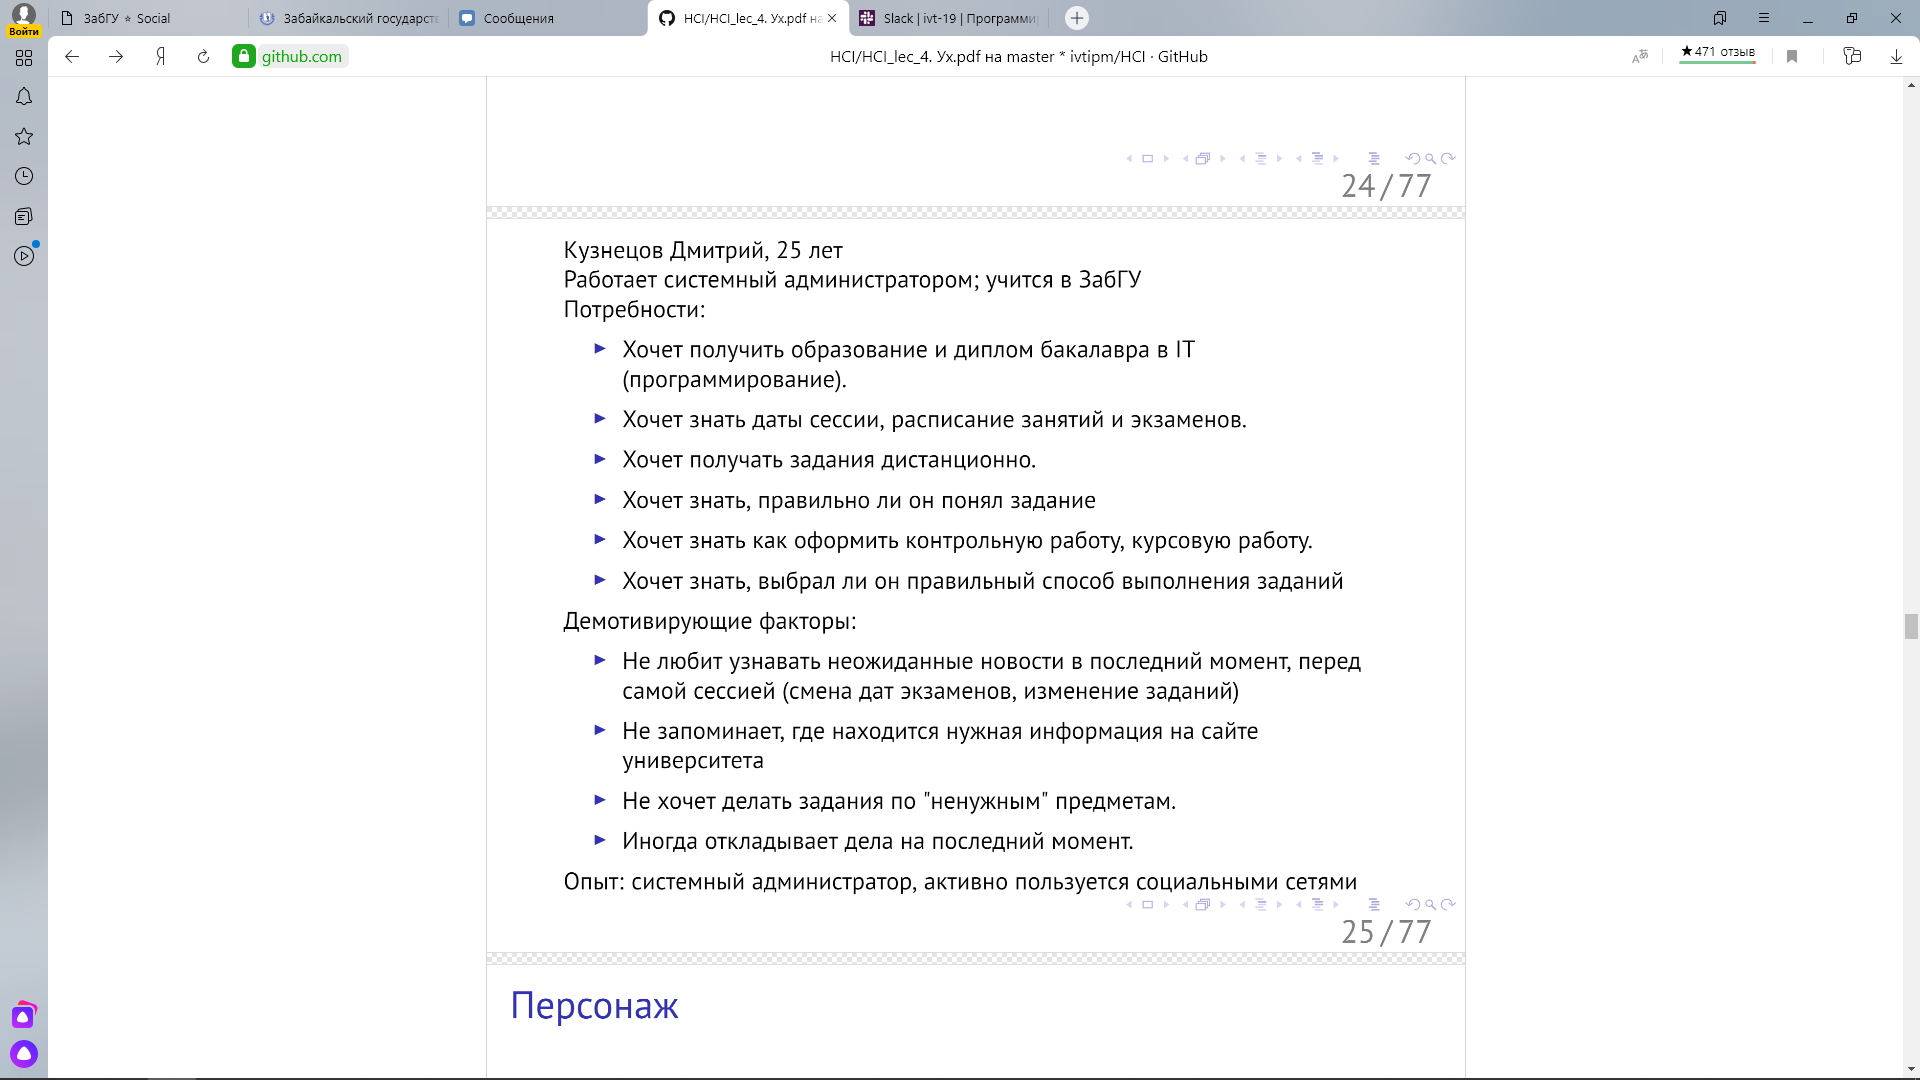 ЗабГУ ⭐ Social
Забайкальский государств
Сообщения
HCI/HCI_lec_4. Ух.pdf на
Slack | ivt-19 | Программи
Войти
github.com
HCI/HCI_lec_4. Ух.pdf на master * ivtipm/HCI · GitHub
★ 471 отзыв
24 / 77
Кузнецов Дмитрий, 25 лет
Работает системный администратором; учится в ЗабГУ
Потребности:
Хочет получить образование и диплом бакалавра в IT
(программирование).
Хочет знать даты сессии, расписание занятий и экзаменов.
Хочет получать задания дистанционно.
Хочет знать, правильно ли он понял задание
Хочет знать как оформить контрольную работу, курсовую работу.
Хочет знать, выбрал ли он правильный способ выполнения заданий
Демотивирующие факторы:
Не любит узнавать неожиданные новости в последний момент, перед
самой сессией (смена дат экзаменов, изменение заданий)
Не запоминает, где находится нужная информация на сайте
университета
Не хочет делать задания по "ненужным" предметам.
Иногда откладывает дела на последний момент.
Опыт: системный администратор, активно пользуется социальными сетями
25 / 77
Персонаж